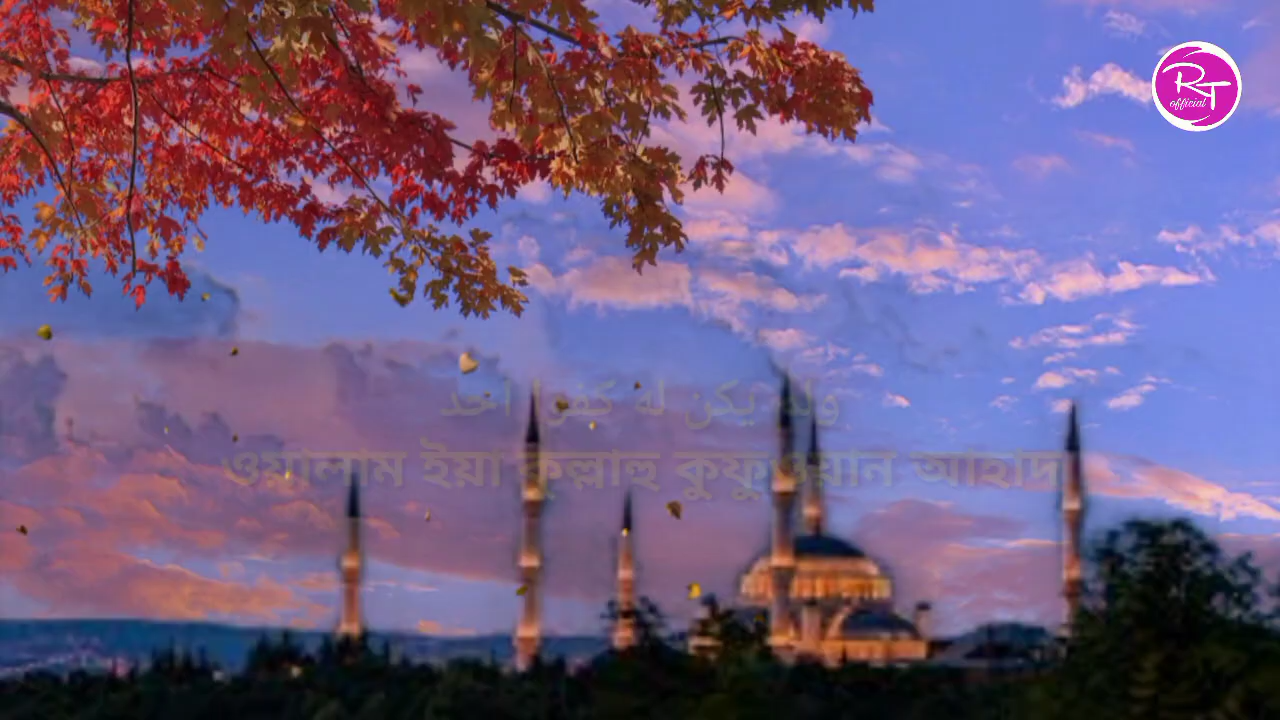 RT
official
ولم يكن له كفوا احد
ওয়ালাম ইয়া কুল্লাহু কুফুওয়ান আহাদ